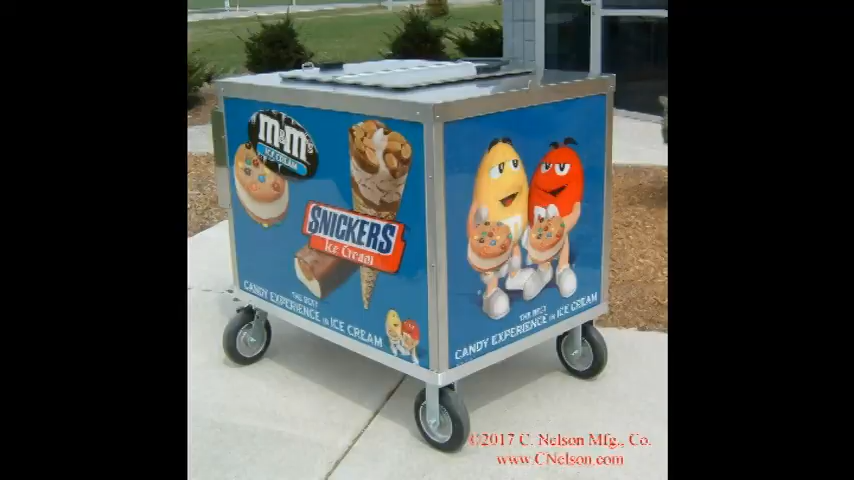 m&m's
ICE CREAM
SNICKERS
Ice Cream
THE BEST
CANDY EXPERIENCE IN ICE CREAM
THE BEST
CANDY EXPERIENCE IN ICE CREAM
©2017 C. Nelson Mfg., Co.
www.CNelson.com